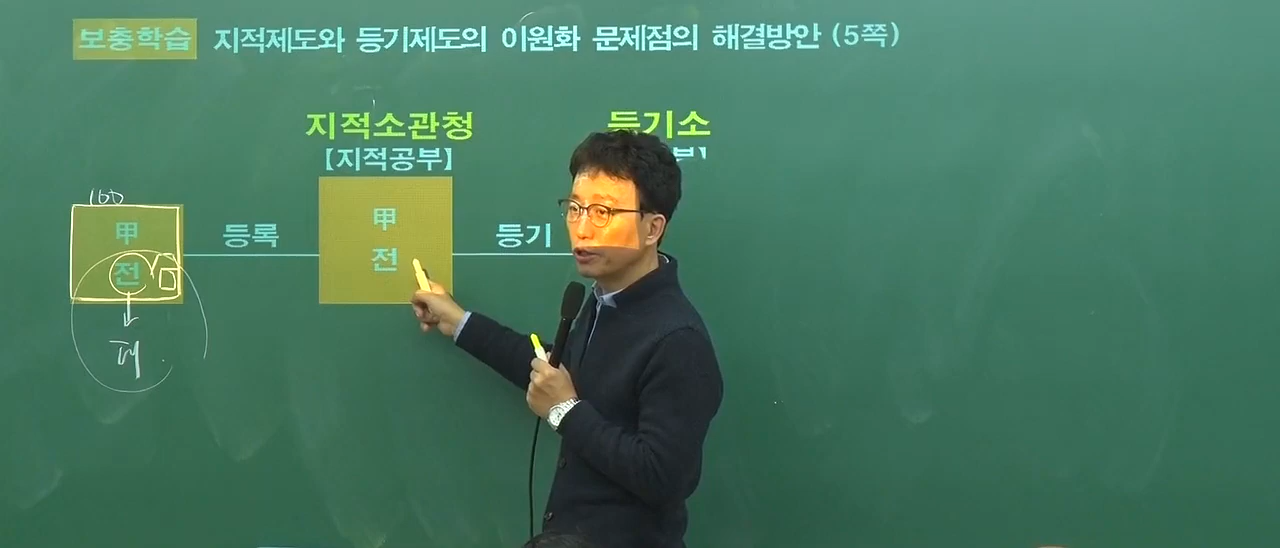 보충학습 지적제도와 등기제도의 이원화 문제점의 해결방안 (5쪽)
지적소관청 등기소
【지적공부】 부】
100
甲 등록 甲 등기
전 전
대